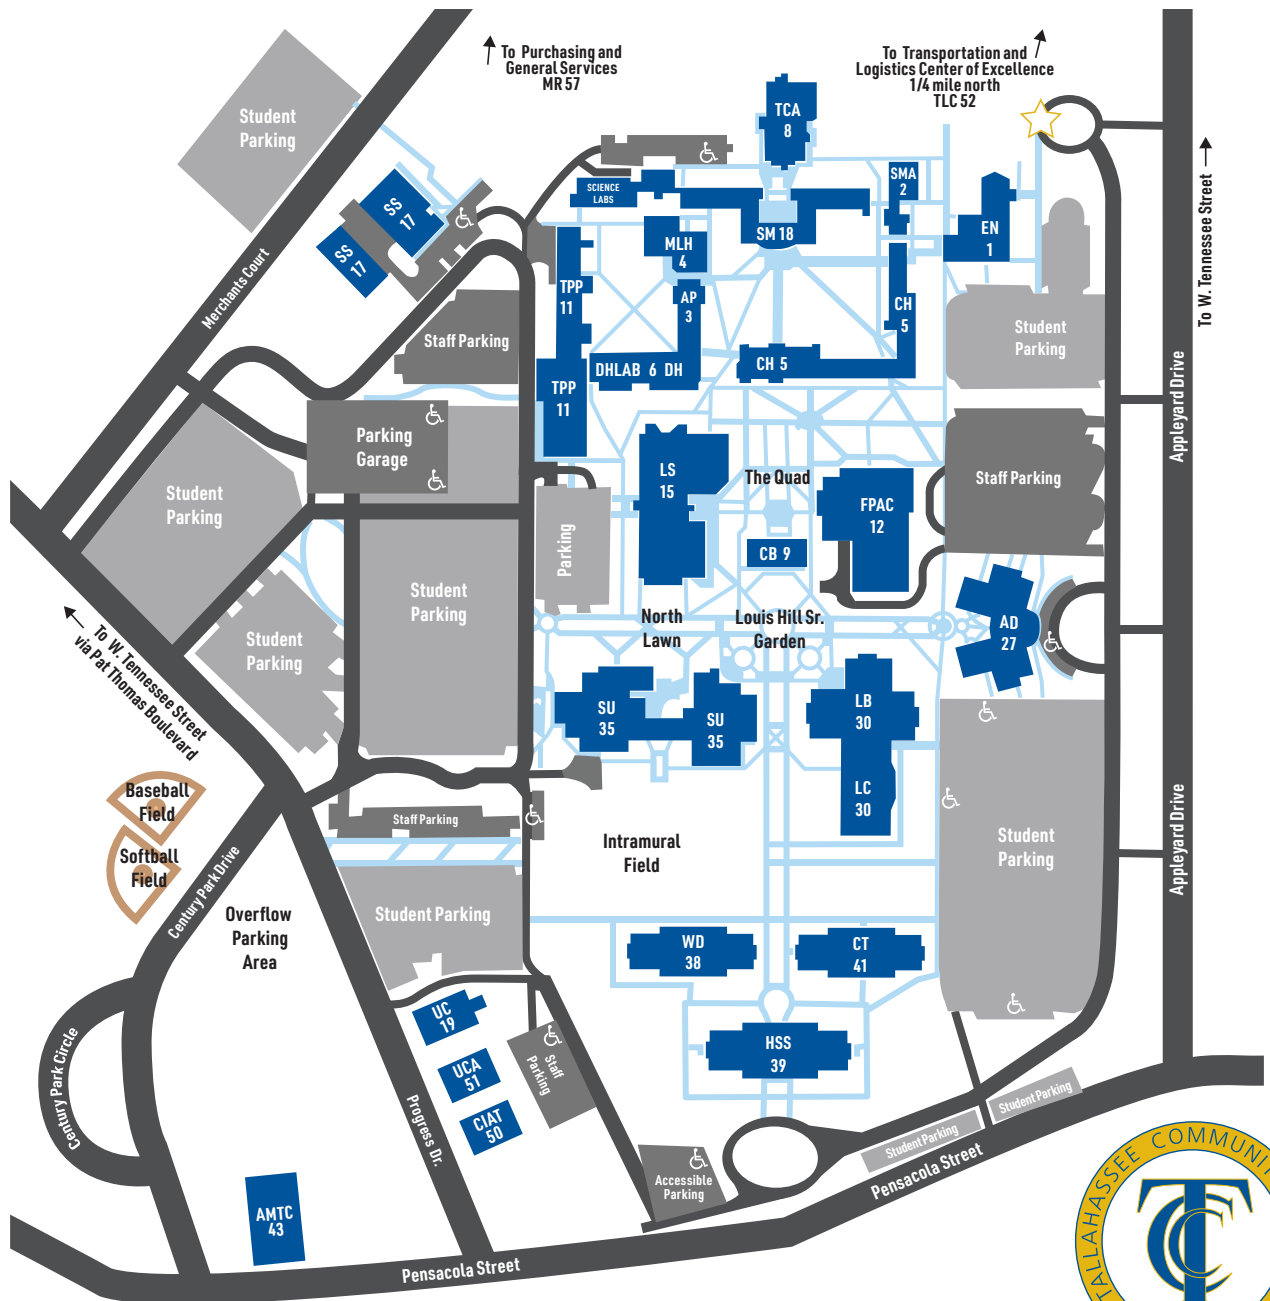 To Purchasing and
General Services
MR 57
To Transportation and
Logistics Center of Excellence
1/4 mile north
TLC 52
Student
Parking
TCA
8
SCIENCE
LABS
SMA
2
SS
17
SS
17
SM 18
EN
1
MLH
4
To W. Tennessee Street
Merchants Court
TPP
11
AP
3
CH
5
Staff Parking
Student
Parking
DHLAB 6 DH
CH 5
TPP
11
Appleyard Drive
Parking
Garage
LS
15
The Quad
Staff Parking
Student
Parking
FPAC
12
Parking
CB 9
Student
Parking
North
Lawn
Louis Hill Sr.
Garden
AD
27
Student
Parking
To W. Tennessee Street
via Pat Thomas Boulevard
SU
35
SU
35
LB
30
LC
30
Baseball
Field
Staff Parking
Softball
Field
Intramural
Field
Student
Parking
Appleyard Drive
Century Park Drive
Overflow
Parking
Area
Student Parking
WD
38
CT
41
UC
19
HSS
39
Century Park Circle
UCA
51
Staff
Parking
CIAT
50
Progress Dr.
Student Parking
Student Parking
Accessible
Parking
Pensacola Street
AMTC
43
Pensacola Street
TALLAHASSEE COMMUNI
TCC